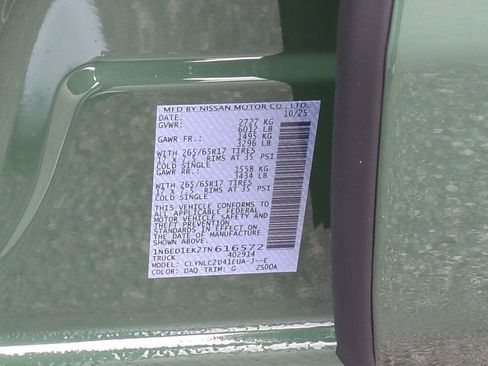 MFD BY NISSAN MOTOR CO., LTD.
DATE: 10/25
GVWR: 2727 KG
6012 LB
GAWR FR.: 1495 KG
3296 LB
WITH 265/65R17 TIRES
17 X 7.5 RIMS AT 35 PSI
COLD SINGLE
GAWR RR.: 1558 KG
3434 LB
WITH 265/65R17 TIRES
17 X 7.5 RIMS AT 35 PSI
COLD SINGLE
THIS VEHICLE CONFORMS TO
ALL APPLICABLE FEDERAL
MOTOR VEHICLE SAFETY AND
THEFT PREVENTION
STANDARDS IN EFFECT ON
THE DATE OF MANUFACTURE
SHOWN ABOVE.
1N6ED1EK2TN616572
TRUCK 402914
MODEL: CLYNLC2D41EUA-J--E
COLOR: DAQ TRIM: G ZS00A